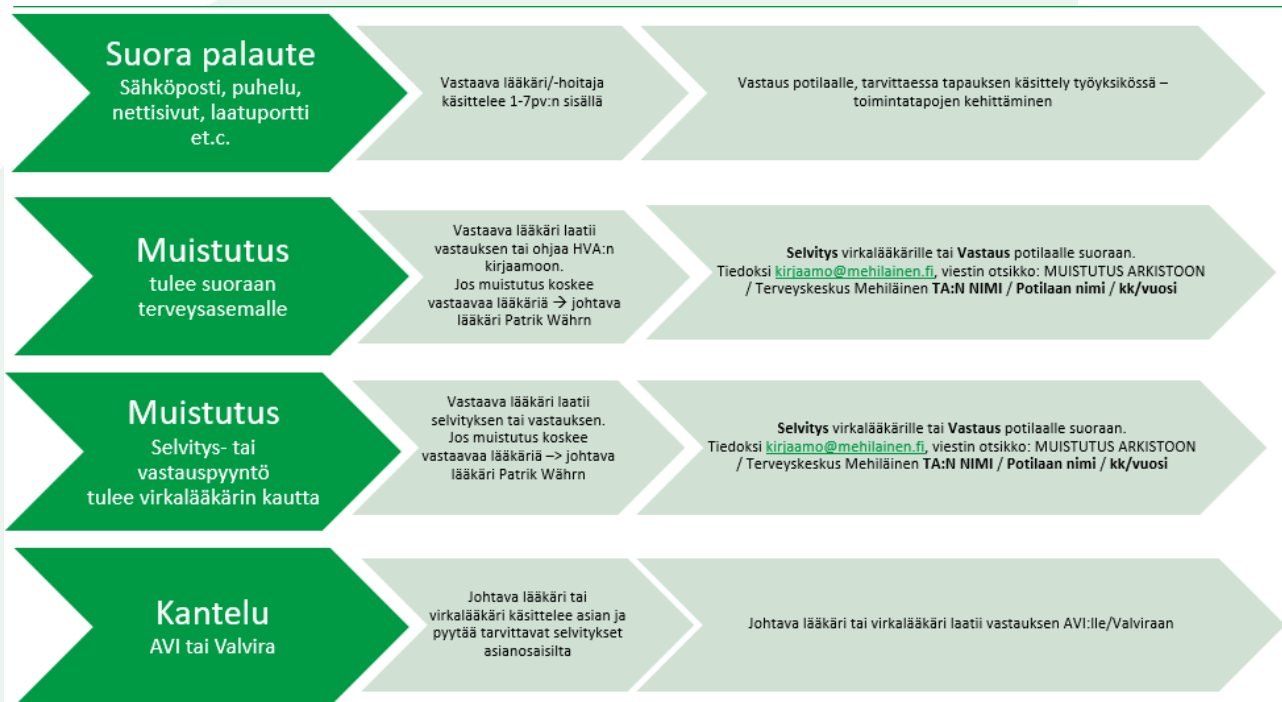 Suora palaute
Sähköposti, puhelu,
nettisivut, laatuportti
et.c.
Vastaava lääkäri/-hoitaja
käsittelee 1-7pv:n sisällä
Vastaus potilaalle, tarvittaessa tapauksen käsittely työyksikössä –
toimintatapojen kehittäminen
Muistutus
tulee suoraan
terveysasemalle
Vastaava lääkäri laatii
vastauksen tai ohjaa HVA:n
kirjaamoon.
Jos muistutus koskee
vastaavaa lääkäriä → johtava
lääkäri Patrik Währn
Selvitys virkalääkärille tai Vastaus potilaalle suoraan.
Tiedoksi kirjaamo@mehilainen.fi, viestin otsikko: MUISTUTUS ARKISTOON
/ Terveyskeskus Mehiläinen TA:N NIMI / Potilaan nimi / kk/vuosi
Muistutus
Selvitys- tai
vastauspyyntö
tulee virkalääkärin kautta
Vastaava lääkäri laatii
selvityksen tai vastauksen.
Jos muistutus koskee
vastaavaa lääkäriä –> johtava
lääkäri Patrik Währn
Selvitys virkalääkärille tai Vastaus potilaalle suoraan.
Tiedoksi kirjaamo@mehilainen.fi, viestin otsikko: MUISTUTUS ARKISTOON
/ Terveyskeskus Mehiläinen TA:N NIMI / Potilaan nimi / kk/vuosi
Kantelu
AVI tai Valvira
Johtava lääkäri tai
virkalääkäri käsittelee asian ja
pyytää tarvittavat selvitykset
asianosaisilta
Johtava lääkäri tai virkalääkäri laatii vastauksen AVI:lle/Valviraan